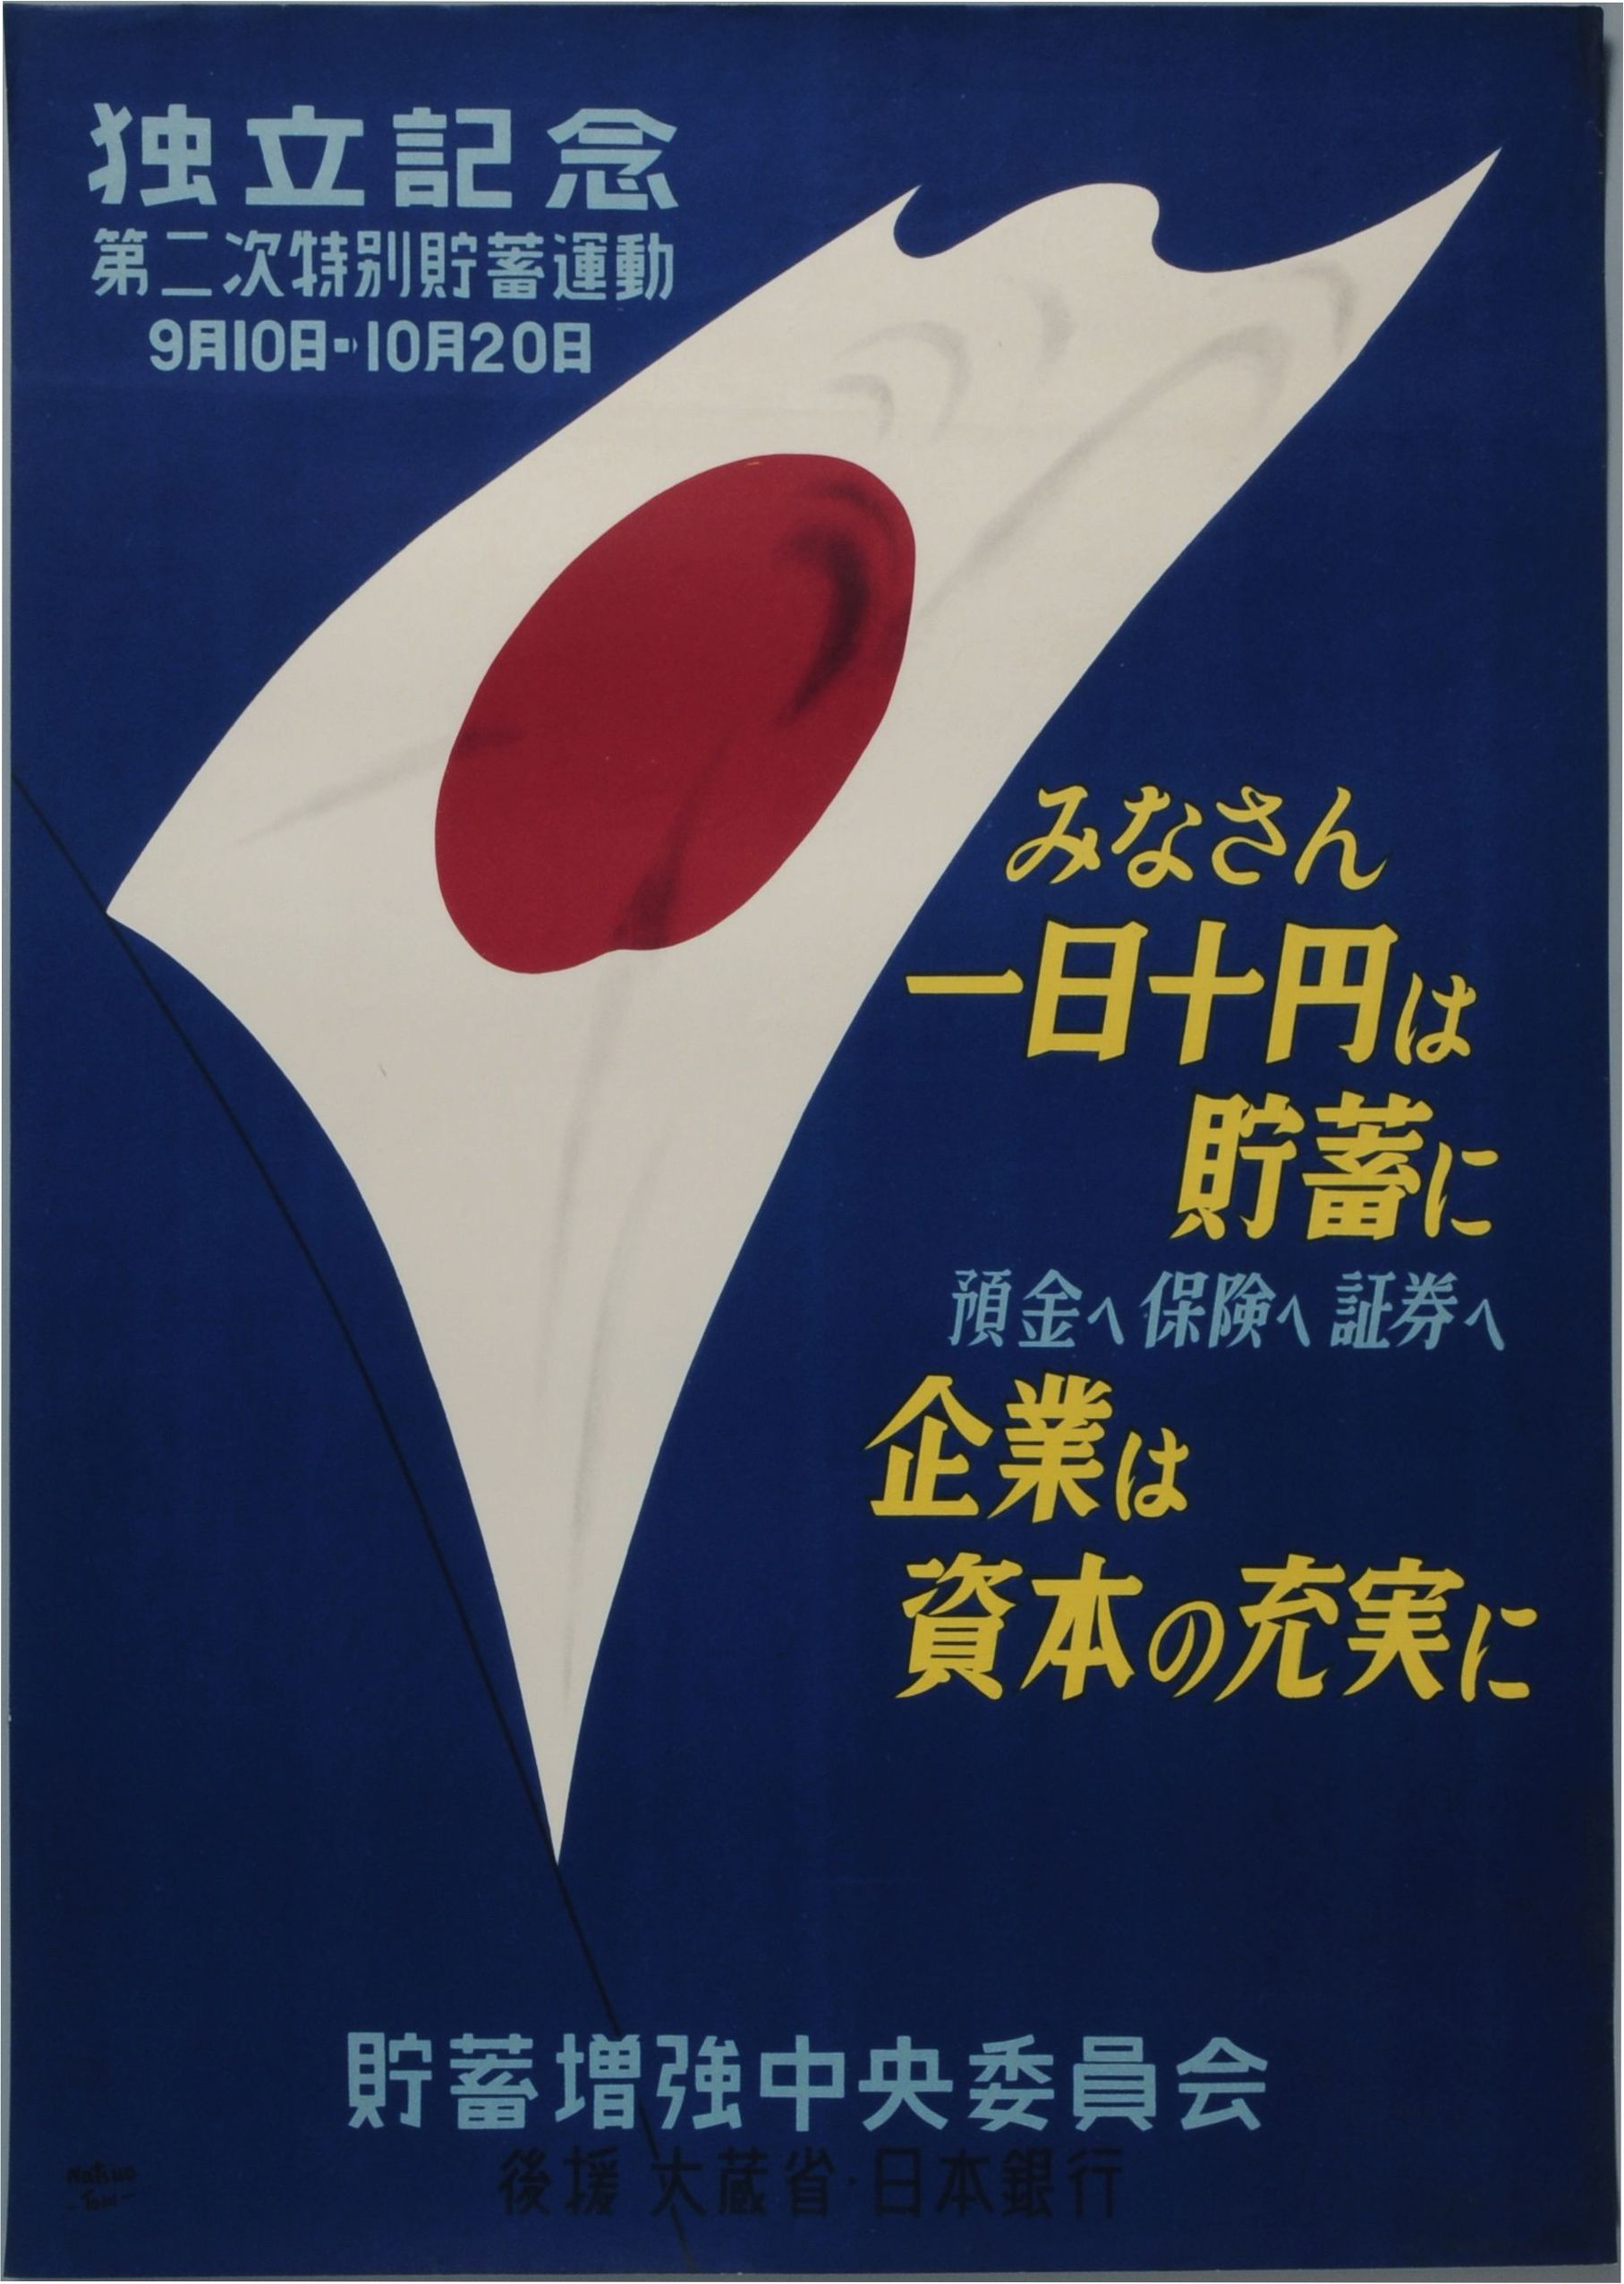 独立記念
第二次特別貯蓄運動
9月10日→10月20日
みなさん
一日十円は
貯蓄に
預金へ保険へ証券へ
企業は
資本の充実に
貯蓄増強中央委員会
後援 大蔵省・日本銀行